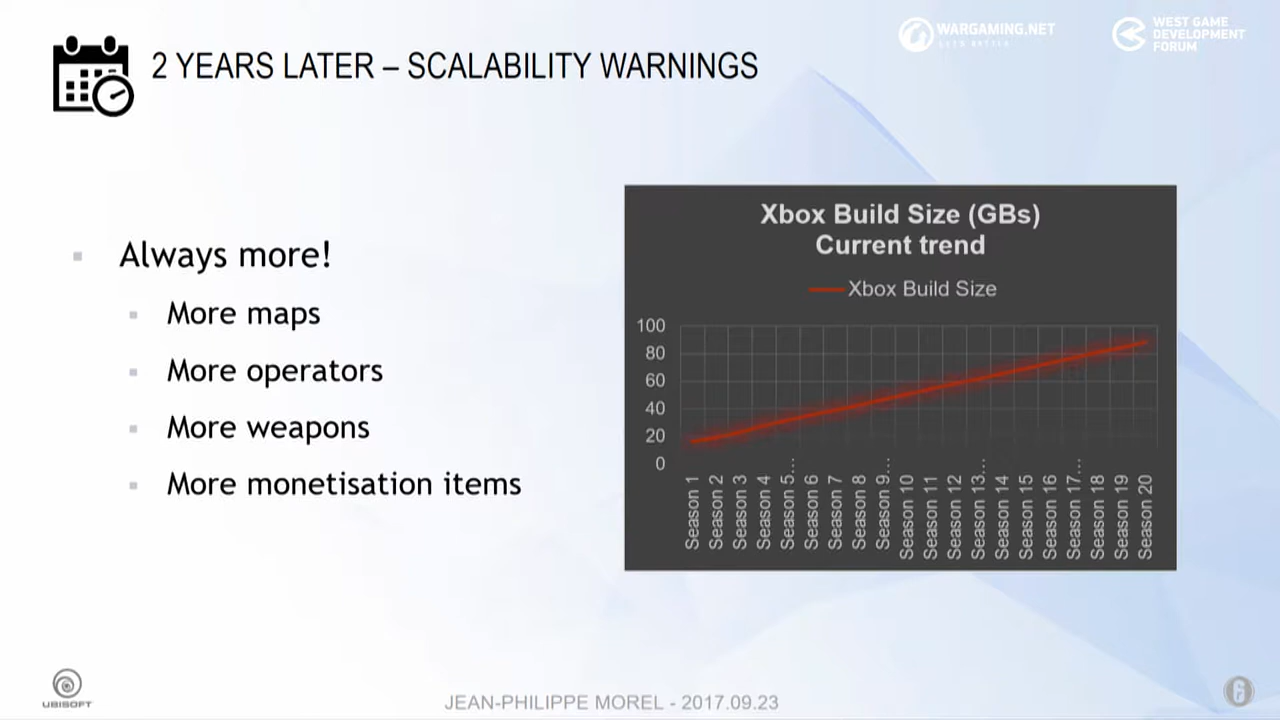 2 YEARS LATER – SCALABILITY WARNINGS
WARGAMING.NET
WEST GAME
DEVELOPMENT
FORUM
Always more!
More maps
More operators
More weapons
More monetisation items
Xbox Build Size (GBs)
Current trend
Xbox Build Size
100
80
60
40
20
0
Season 1
Season 2
Season 3
Season 4
Season 5…
Season 6
Season 7
Season 8
Season 9…
Season 10
Season 11
Season 12
Season 13…
Season 14
Season 15
Season 16
Season 17…
Season 18
Season 19
Season 20
UBISOFT
JEAN-PHILIPPE MOREL - 2017.09.23
6